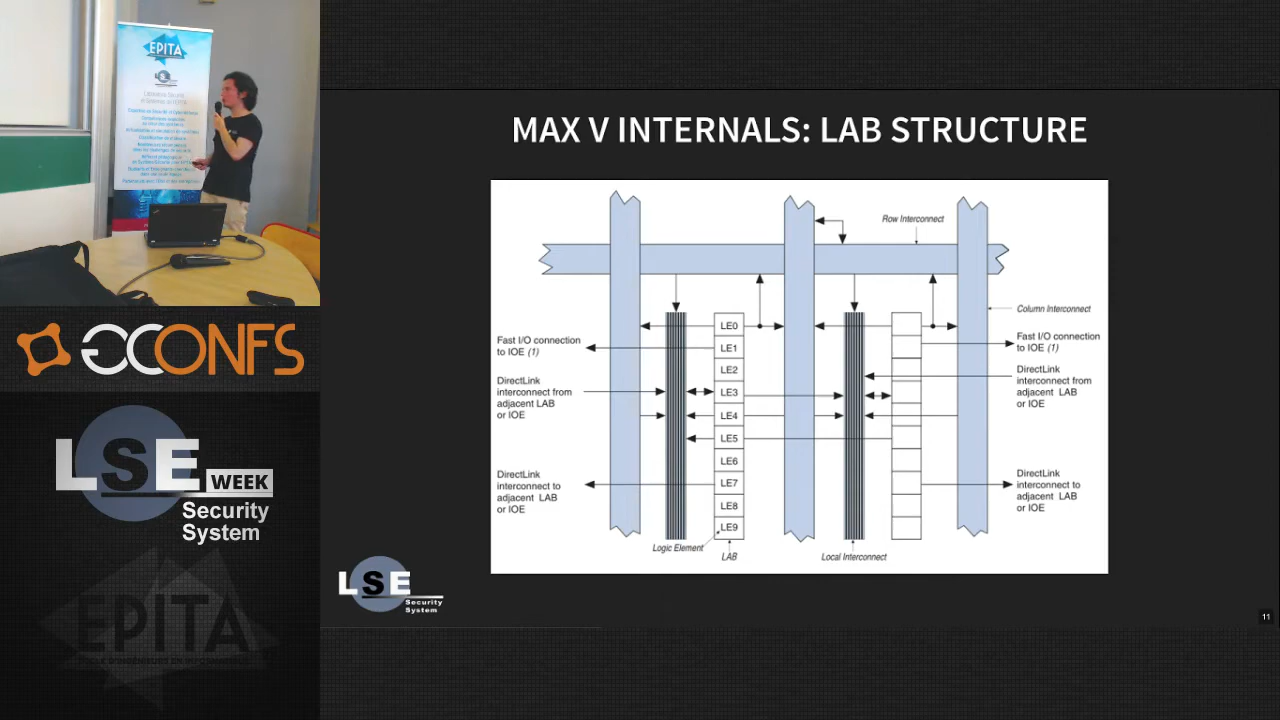 EPITA
LSE
MAX V INTERNALS: LAB STRUCTURE
Row Interconnect
Column Interconnect
LE0
LE1
LE2
LE3
LE4
LE5
LE6
LE7
LE8
LE9
Fast I/O connection
to IOE (1)
DirectLink
interconnect from
adjacent LAB
or IOE
DirectLink
interconnect to
adjacent LAB
or IOE
Fast I/O connection
to IOE (1)
DirectLink
interconnect from
adjacent LAB
or IOE
DirectLink
interconnect to
adjacent LAB
or IOE
Logic Element
LAB
Local Interconnect
LSE
Security
System
11
GCONFS
LSE WEEK
Security
System
EPITA